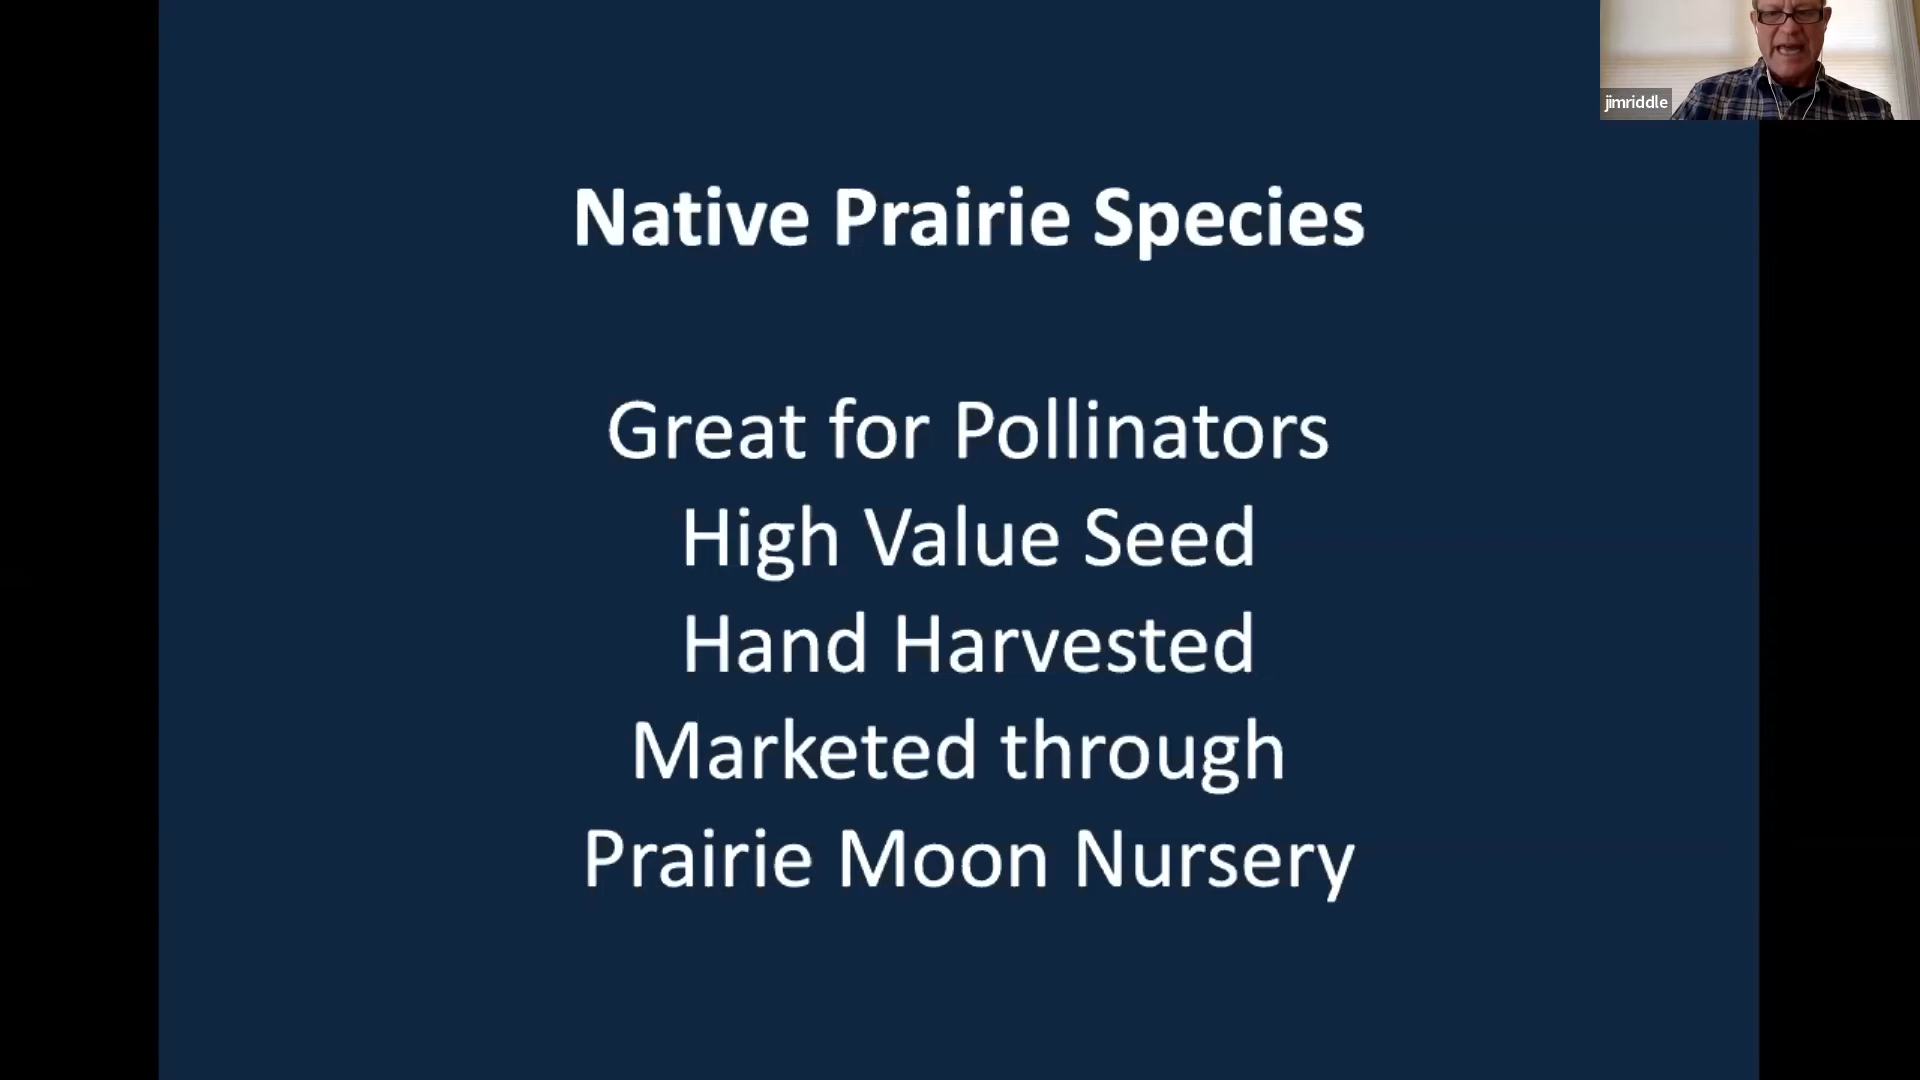 jimriddle
Native Prairie Species
Great for Pollinators
High Value Seed
Hand Harvested
Marketed through
Prairie Moon Nursery